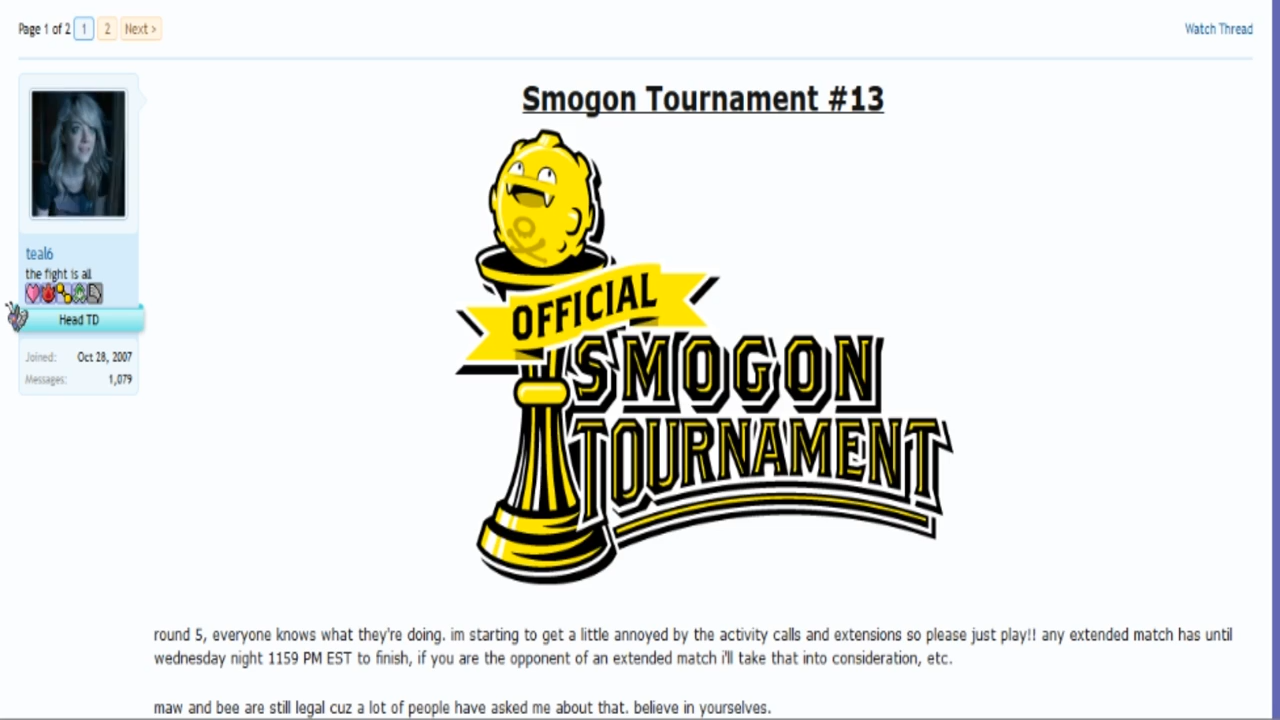 Page 1 of 2 1 2 Next >
Watch Thread
Smogon Tournament #13
OFFICIAL
SMOGON
TOURNAMENT
teal6
the fight is all
Head TD
Joined: Oct 28, 2007
Messages: 1,079
round 5, everyone knows what they're doing. im starting to get a little annoyed by the activity calls and extensions so please just play!! any extended match has until
wednesday night 1159 PM EST to finish, if you are the opponent of an extended match i'll take that into consideration, etc.
maw and bee are still legal cuz a lot of people have asked me about that. believe in yourselves.